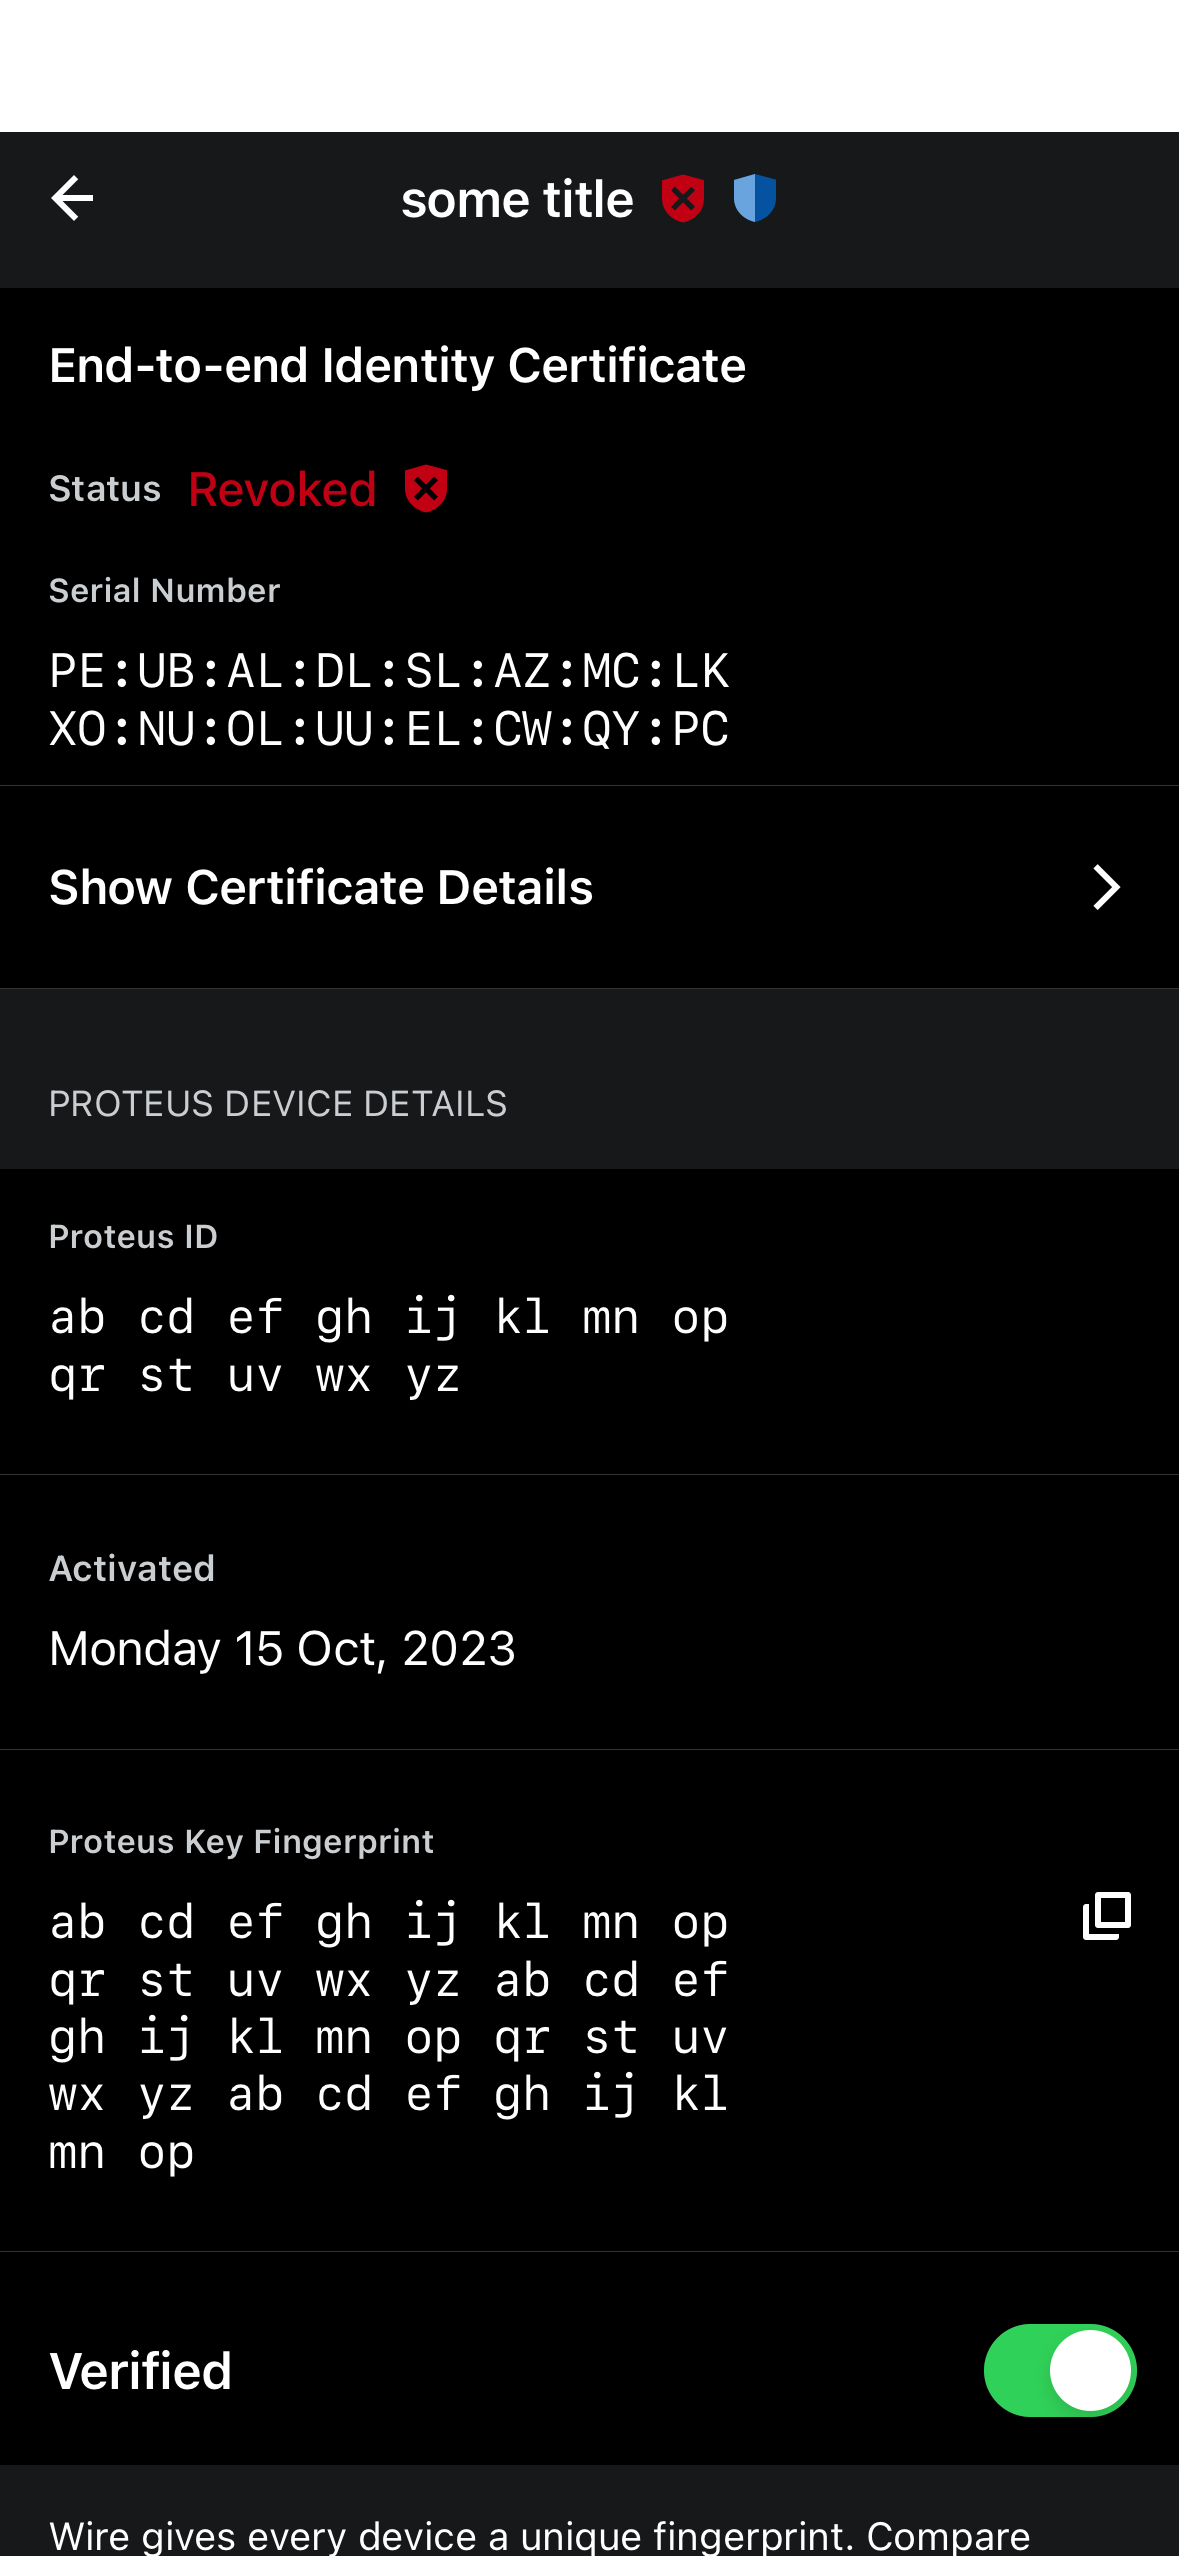 some title
End-to-end Identity Certificate
Status Revoked
Serial Number
PE:UB:AL:DL:SL:AZ:MC:LK
XO:NU:OL:UU:EL:CW:QY:PC
Show Certificate Details
PROTEUS DEVICE DETAILS
Proteus ID
ab cd ef gh ij kl mn op
qr st uv wx yz
Activated
Monday 15 Oct, 2023
Proteus Key Fingerprint
ab cd ef gh ij kl mn op
qr st uv wx yz ab cd ef
gh ij kl mn op qr st uv
wx yz ab cd ef gh ij kl
mn op
Verified
Wire gives every device a unique fingerprint. Compare